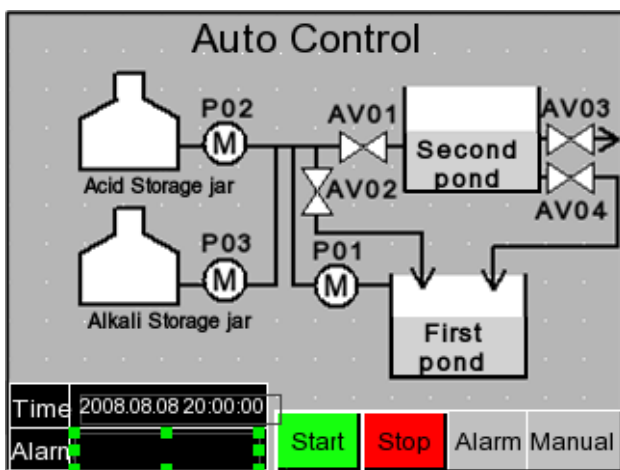 Auto Control
P02
M
AV01
AV03
Acid Storage jar
Second
pond
AV02
AV04
P03
M
P01
M
Alkali Storage jar
First
pond
Time 2008.08.08 20:00:00
Alarm
Start Stop Alarm Manual